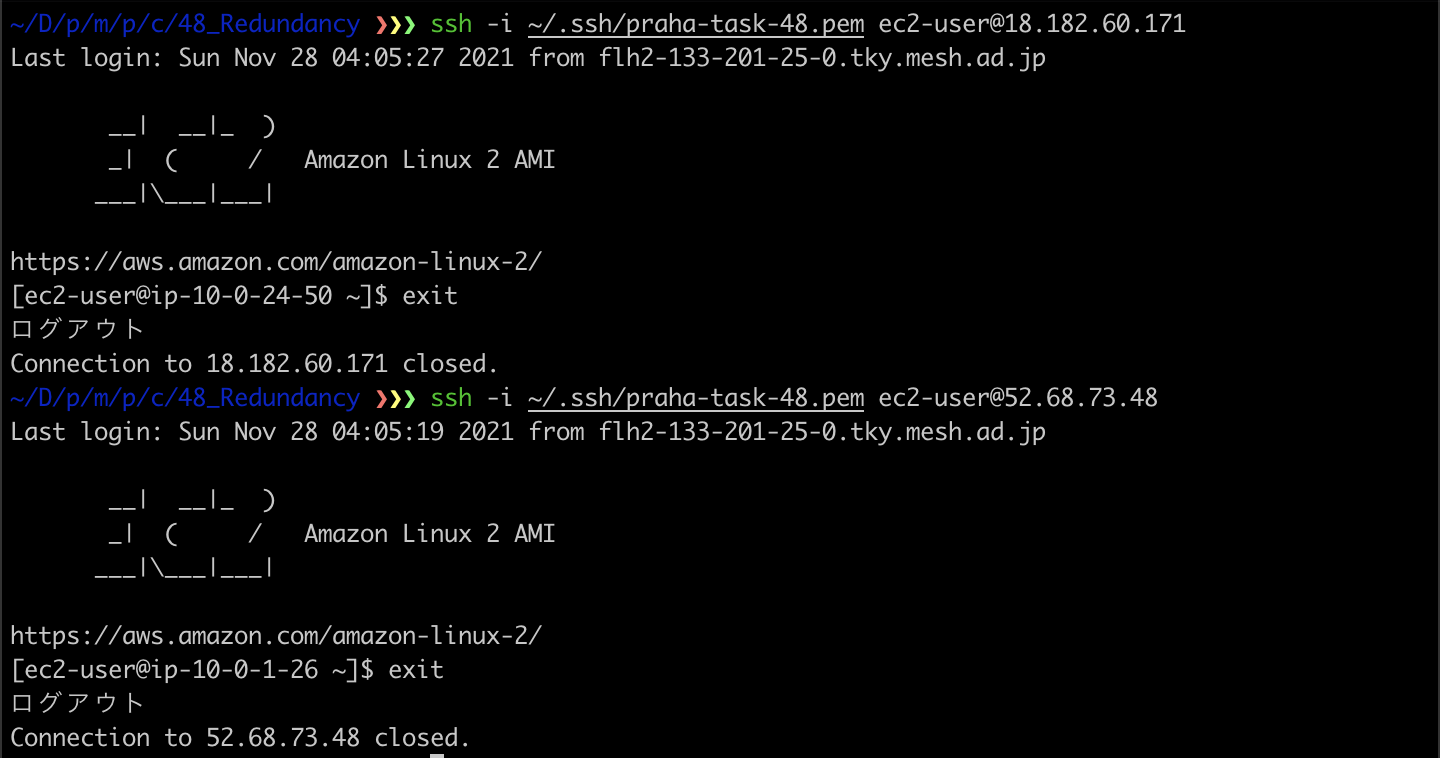 ~/D/p/m/p/c/48_Redundancy ❯❯❯ ssh -i ~/.ssh/praha-task-48.pem ec2-user@18.182.60.171
Last login: Sun Nov 28 04:05:27 2021 from flh2-133-201-25-0.tky.mesh.ad.jp
       __|  __|_  )
       _|  (     /   Amazon Linux 2 AMI
      ___|\___|___|
https://aws.amazon.com/amazon-linux-2/
[ec2-user@ip-10-0-24-50 ~]$ exit
ログアウト
Connection to 18.182.60.171 closed.
~/D/p/m/p/c/48_Redundancy ❯❯❯ ssh -i ~/.ssh/praha-task-48.pem ec2-user@52.68.73.48
Last login: Sun Nov 28 04:05:19 2021 from flh2-133-201-25-0.tky.mesh.ad.jp
       __|  __|_  )
       _|  (     /   Amazon Linux 2 AMI
      ___|\___|___|
https://aws.amazon.com/amazon-linux-2/
[ec2-user@ip-10-0-1-26 ~]$ exit
ログアウト
Connection to 52.68.73.48 closed.